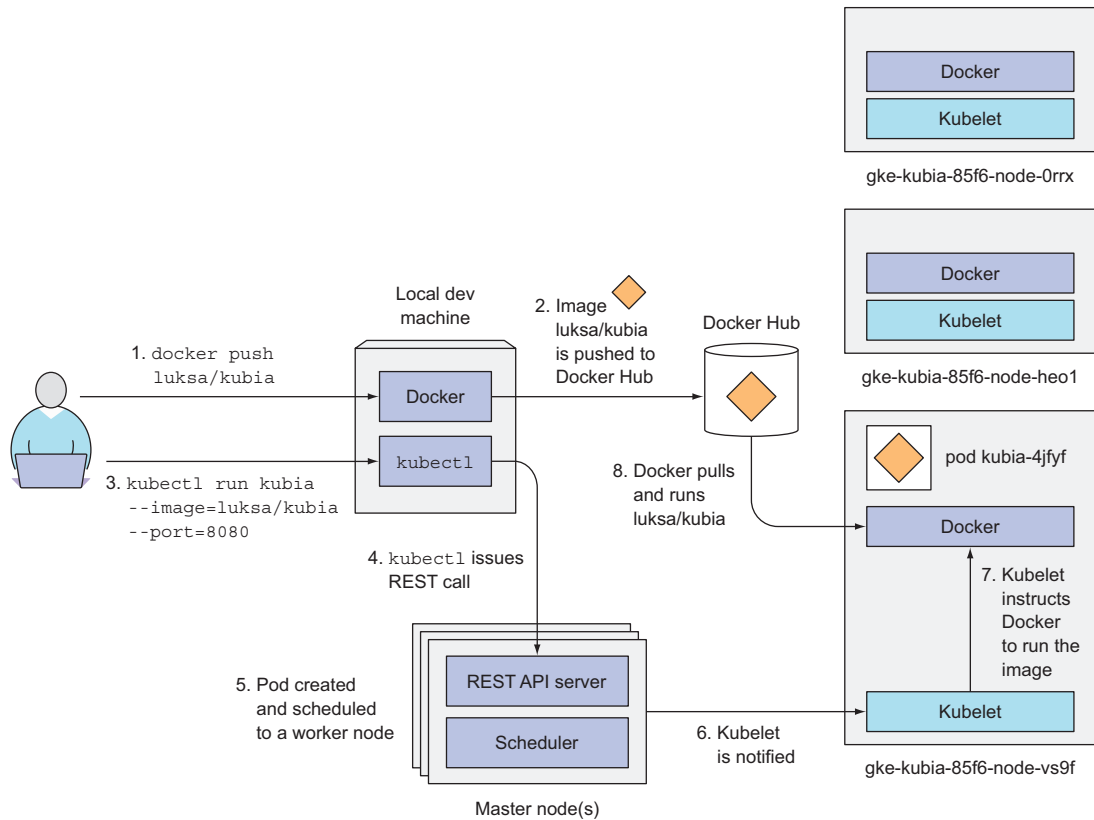 Docker
Kubelet
gke-kubia-85f6-node-0rrx
Docker
Kubelet
gke-kubia-85f6-node-heo1
Local dev
machine
1. docker push
luksa/kubia
Docker
kubectl
2. Image
luksa/kubia
is pushed to
Docker Hub
Docker Hub
3. kubectl run kubia
--image=luksa/kubia
--port=8080
4. kubectl issues
REST call
5. Pod created
and scheduled
to a worker node
REST API server
Scheduler
Master node(s)
6. Kubelet
is notified
8. Docker pulls
and runs
luksa/kubia
pod kubia-4jfyf
Docker
7. Kubelet
instructs
Docker
to run the
image
Kubelet
gke-kubia-85f6-node-vs9f